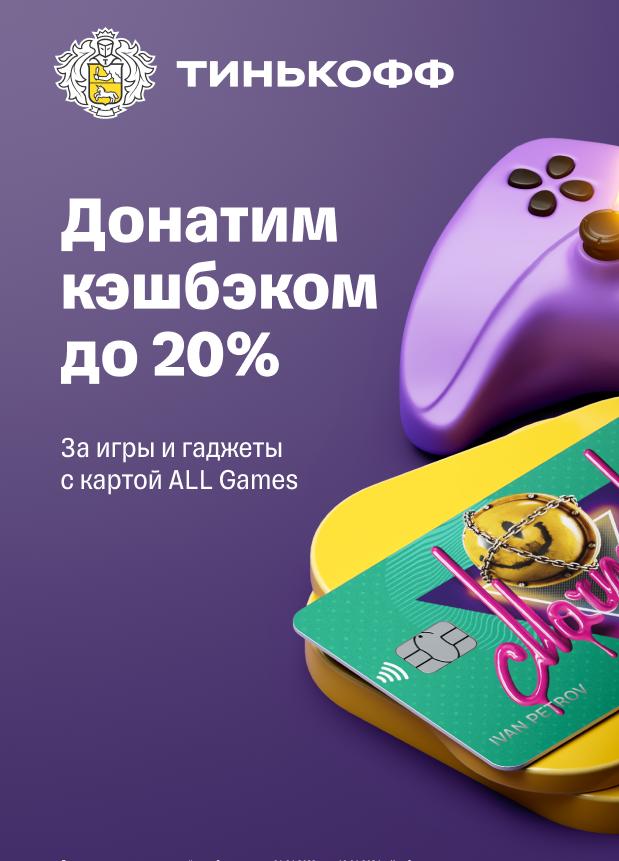 ТИНЬКОФФ
Донатим
кэшбэком
до 20%
За игры и гаджеты
с картой ALL Games
IVAN PETROV